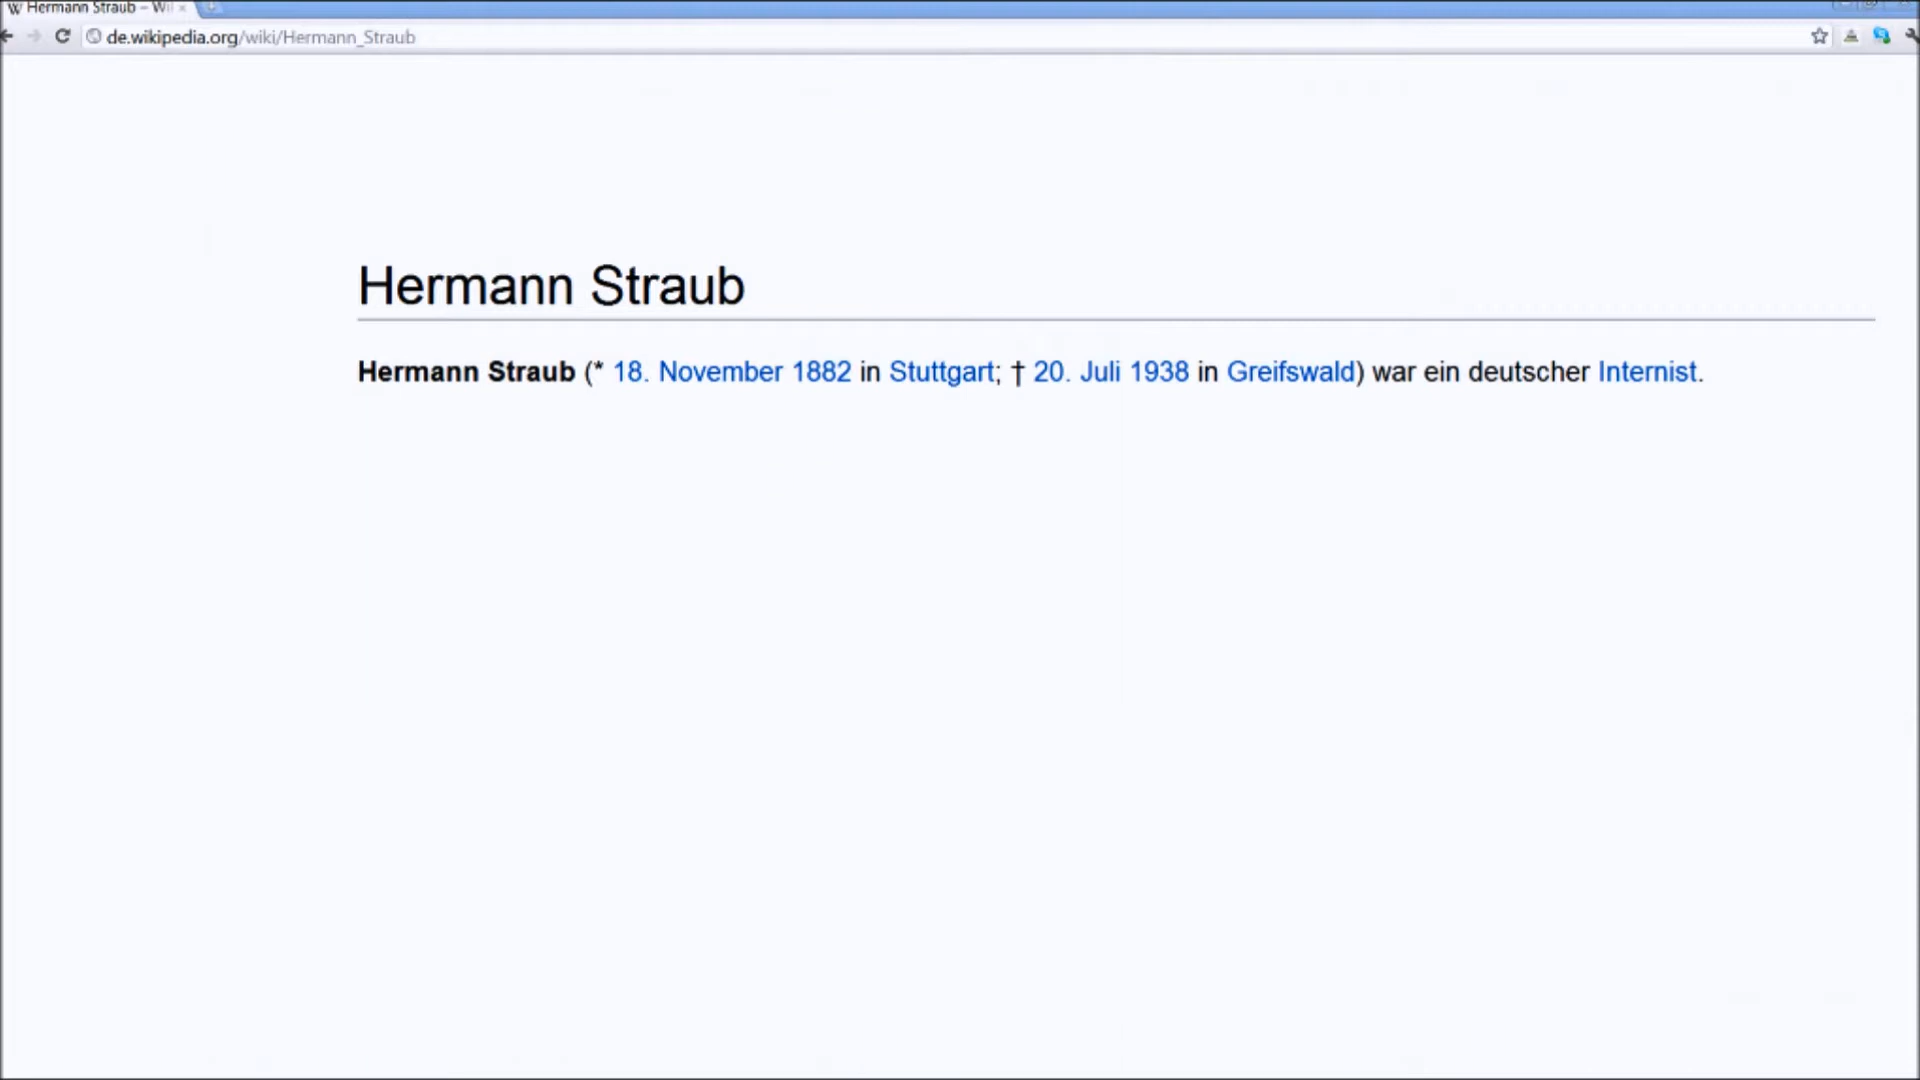 Hermann Straub – Wi
de.wikipedia.org/wiki/Hermann_Straub
Hermann Straub
Hermann Straub (* 18. November 1882 in Stuttgart; † 20. Juli 1938 in Greifswald) war ein deutscher Internist.